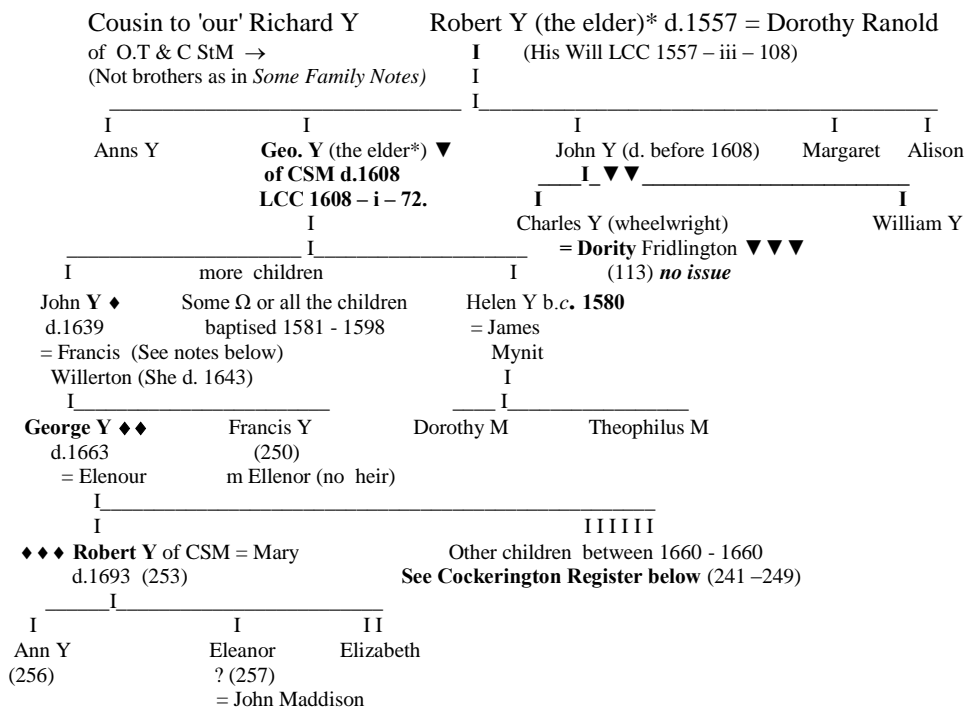 Cousin to 'our' Richard Y Robert Y (the elder)* d.1557 = Dorothy Ranold
of O.T & C StM → I (His Will LCC 1557 – iii – 108)
(Not brothers as in Some Family Notes) I
I
I I I I I
Anns Y Geo. Y (the elder*) ▼ John Y (d. before 1608) Margaret Alison
of CSM d.1608 I ▼▼
LCC 1608 – i – 72. I I
I Charles Y (wheelwright) William Y
I = Dority Fridlington ▼▼▼
I more children I (113) no issue
John Y ♦ Some Ω or all the children Helen Y b.c. 1580
d.1639 baptised 1581 - 1598 = James
= Francis (See notes below) Mynit
Willerton (She d. 1643) I
I I
George Y ♦♦ Francis Y Dorothy M Theophilus M
d.1663 (250)
= Elenour m Ellenor (no heir)
I
I I I I I I I
♦♦♦ Robert Y of CSM = Mary Other children between 1660 - 1660
d.1693 (253) See Cockerington Register below (241 –249)
I
I I I I
Ann Y Eleanor Elizabeth
(256) ? (257)
= John Maddison